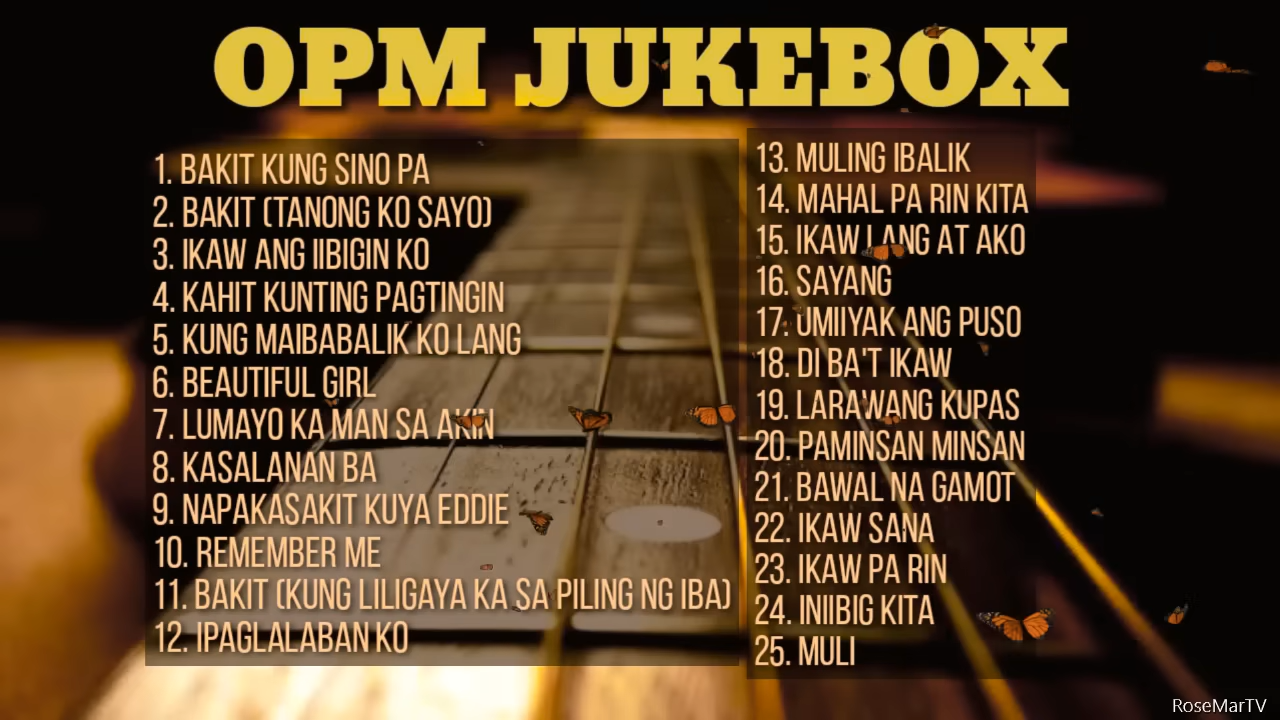 OPM JUKEBOX
1. BAKIT KUNG SINO PA
2. BAKIT (TANONG KO SAYO)
3. IKAW ANG IIBIGIN KO
4. KAHIT KUNTING PAGTINGIN
5. KUNG MAIBABALIK KO LANG
6. BEAUTIFUL GIRL
7. LUMAYO KA MAN SA AKIN
8. KASALANAN BA
9. NAPAKASAKIT KUYA EDDIE
10. REMEMBER ME
11. BAKIT (KUNG LILIGAYA KA SA PILING NG IBA)
12. IPAGLALABAN KO
13. MULING IBALIK
14. MAHAL PA RIN KITA
15. IKAW LANG AT AKO
16. SAYANG
17. UMIIYAK ANG PUSO
18. DI BA'T IKAW
19. LARAWANG KUPAS
20. PAMINSAN MINSAN
21. BAWAL NA GAMOT
22. IKAW SANA
23. IKAW PA RIN
24. INIIBIG KITA
25. MULI
RoseMarTV